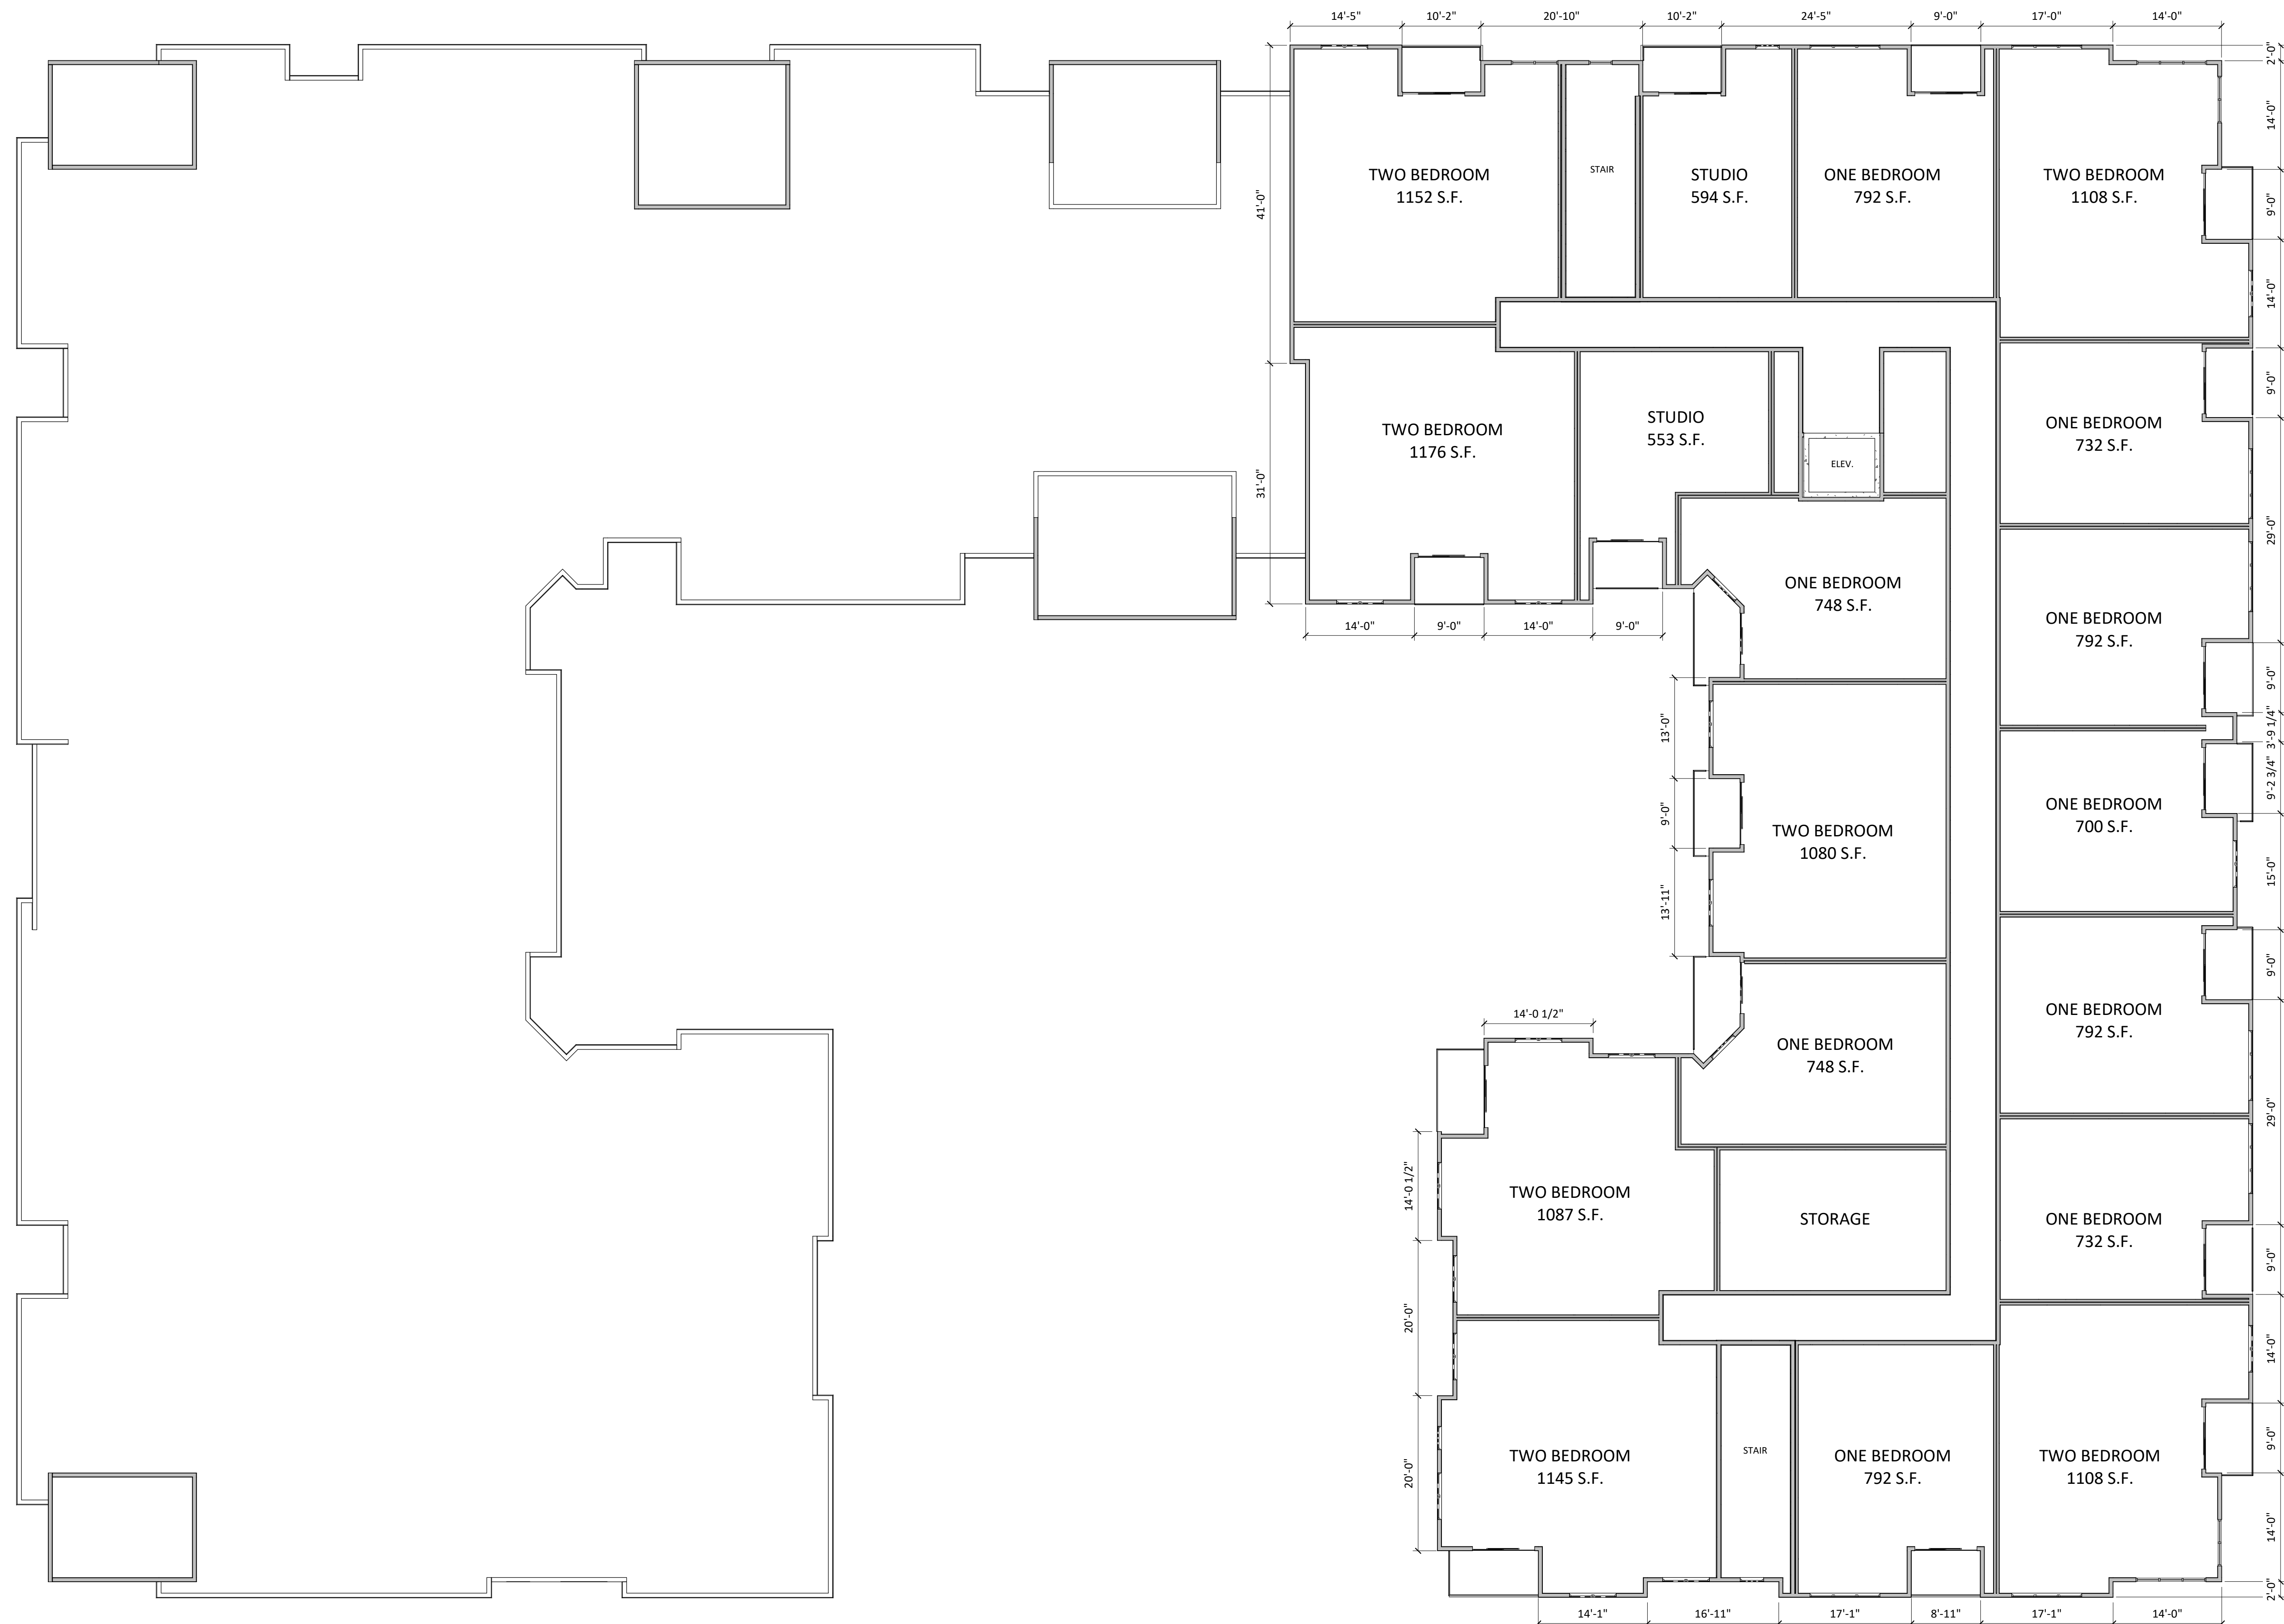 14'-5" 10'-2" 20'-10" 10'-2" 24'-5" 9'-0" 17'-0" 14'-0"
2'-0"
14'-0"
TWO BEDROOM
1152 S.F.
STAIR
STUDIO
594 S.F.
ONE BEDROOM
792 S.F.
TWO BEDROOM
1108 S.F.
41'-0"
9'-0"
14'-0"
9'-0"
TWO BEDROOM
1176 S.F.
STUDIO
553 S.F.
ELEV.
ONE BEDROOM
732 S.F.
31'-0"
29'-0"
ONE BEDROOM
748 S.F.
ONE BEDROOM
792 S.F.
14'-0" 9'-0" 14'-0" 9'-0"
9'-0"
3'-9 1/4"
13'-0"
9'-2 3/4"
9'-0"
TWO BEDROOM
1080 S.F.
ONE BEDROOM
700 S.F.
15'-0"
13'-11"
9'-0"
14'-0 1/2"
ONE BEDROOM
748 S.F.
ONE BEDROOM
792 S.F.
29'-0"
14'-0 1/2"
TWO BEDROOM
1087 S.F.
STORAGE
ONE BEDROOM
732 S.F.
9'-0"
20'-0"
14'-0"
20'-0"
TWO BEDROOM
1145 S.F.
STAIR
ONE BEDROOM
792 S.F.
TWO BEDROOM
1108 S.F.
9'-0"
14'-0"
2'-0"
14'-1" 16'-11" 17'-1" 8'-11" 17'-1" 14'-0"